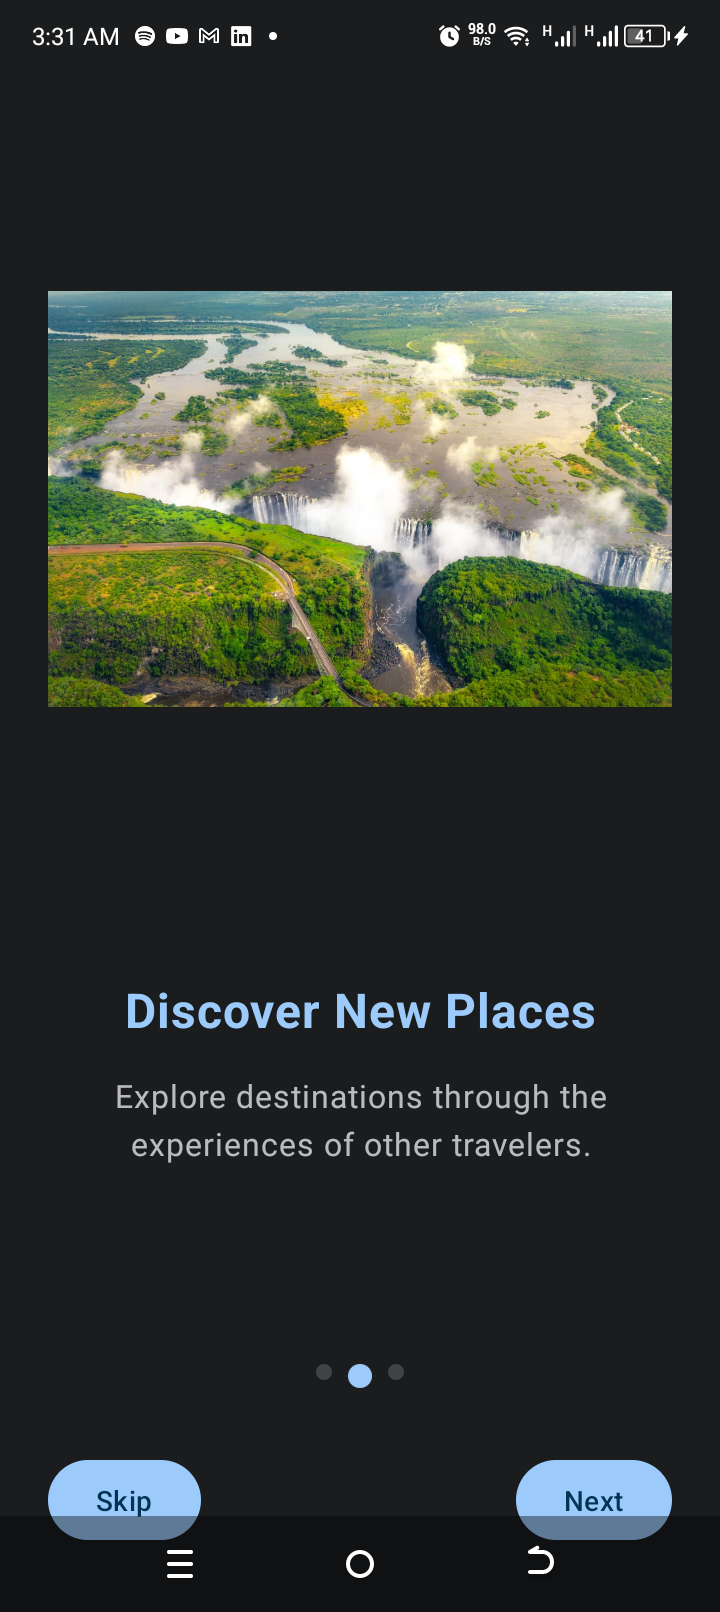 3:31 AM
98.0
B/S
H
H
41
Discover New Places
Explore destinations through the
experiences of other travelers.
Skip
Next